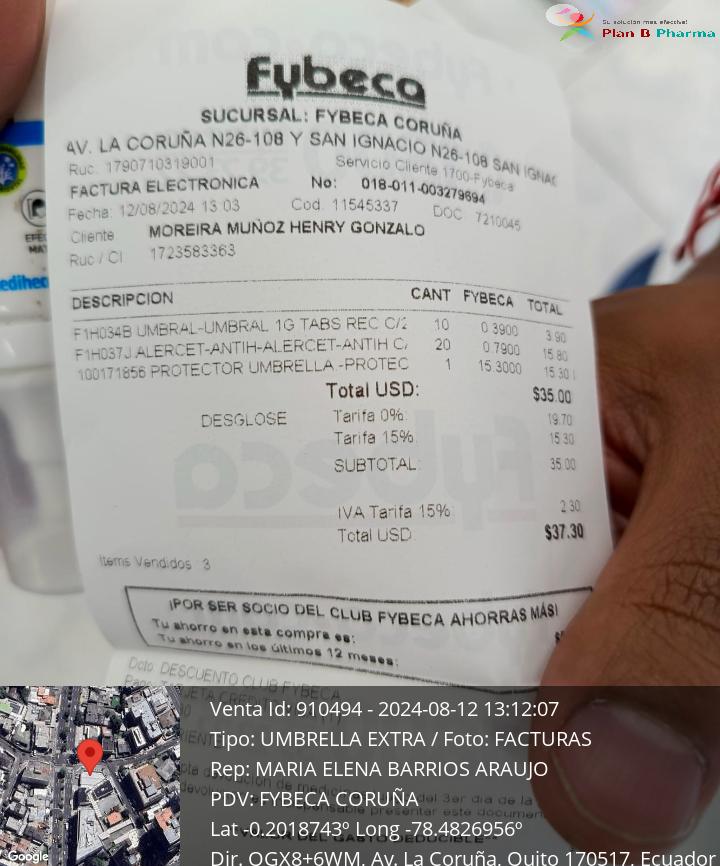 Su solución más efectiva!
Plan B Pharma
Fybeca
SUCURSAL: FYBECA CORUÑA
AV. LA CORUÑA N26-108 Y SAN IGNACIO N26-108 SAN IGNAC
Ruc. 1790710319001 Servicio Cliente 1700-Fybeca
FACTURA ELECTRONICA No: 018-011-003279694
Fecha: 12/08/2024 13:03 Cod. 11545337 DOC: 7210045
Cliente MOREIRA MUÑOZ HENRY GONZALO
Ruc / CI 1723583363
DESCRIPCION CANT FYBECA TOTAL
F1H034B UMBRAL-UMBRAL 1G TABS REC C/2 10 0.3900 3.90
F1H037J ALERCET-ANTIH-ALERCET-ANTIH C/ 20 0.7900 15.80
100171856 PROTECTOR UMBRELLA -PROTEC 1 15.3000 15.30
Total USD: $35.00
DESGLOSE Tarifa 0% 19.70
Tarifa 15% 15.30
SUBTOTAL: 35.00
IVA Tarifa 15% 2.30
Total USD $37.30
Items Vendidos 3
¡POR SER SOCIO DEL CLUB FYBECA AHORRAS MÁS!
Tu ahorro en esta compra es:
Tu ahorro en los últimos 12 meses:
Dcto DESCUENTO CLUB FYBECA
Venta Id: 910494 - 2024-08-12 13:12:07
Tipo: UMBRELLA EXTRA / Foto: FACTURAS
Rep: MARIA ELENA BARRIOS ARAUJO
PDV: FYBECA CORUÑA
Lat -0.2018743º Long -78.4826956º
Dir. QGX8+6WM, Av. La Coruña, Quito 170517, Ecuador
Google